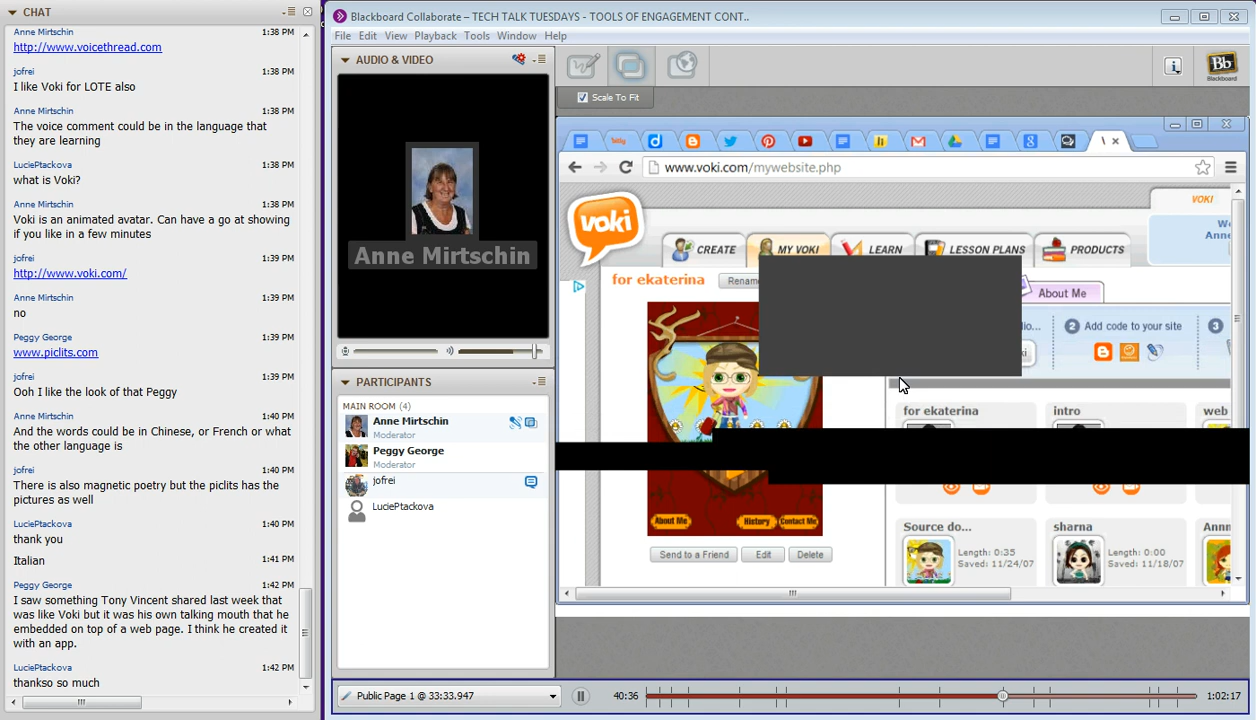 CHAT
Anne Mirtschin 1:38 PM
http://www.voicethread.com
jofrei 1:38 PM
I like Voki for LOTE also
Anne Mirtschin 1:38 PM
The voice comment could be in the language that
they are learning
LuciePtackova 1:38 PM
what is Voki?
Anne Mirtschin 1:38 PM
Voki is an animated avatar. Can have a go at showing
if you like in a few minutes
jofrei 1:39 PM
http://www.voki.com/
Anne Mirtschin 1:39 PM
no
Peggy George 1:39 PM
www.piclits.com
jofrei 1:39 PM
Ooh I like the look of that Peggy
Anne Mirtschin 1:40 PM
And the words could be in Chinese, or French or what
the other language is
jofrei 1:40 PM
There is also magnetic poetry but the piclits has the
pictures as well
LuciePtackova 1:40 PM
thank you
Italian 1:41 PM
Peggy George 1:42 PM
I saw something Tony Vincent shared last week that
was like Voki but it was his own talking mouth that he
embedded on top of a web page. I think he created it
with an app.
LuciePtackova 1:42 PM
thankso so much
Blackboard Collaborate – TECH TALK TUESDAYS - TOOLS OF ENGAGEMENT CONT..
File Edit View Playback Tools Window Help
AUDIO & VIDEO
Anne Mirtschin
PARTICIPANTS
MAIN ROOM (4)
Anne Mirtschin
Moderator
Peggy George
Moderator
jofrei
LuciePtackova
Bb
Blackboard
Scale To Fit
www.voki.com/mywebsite.php
voki
VOKI
CREATE MY VOKI LEARN LESSON PLANS PRODUCTS
for ekaterina
About Me
2 Add code to your site 3
for ekaterina intro web
About Me History Contact Me
Send to a Friend Edit Delete
Source do... sharna
Length: 0:35
Saved: 11/24/07
Length: 0:00
Saved: 11/18/07
Public Page 1 @ 33:33.947
40:36
1:02:17